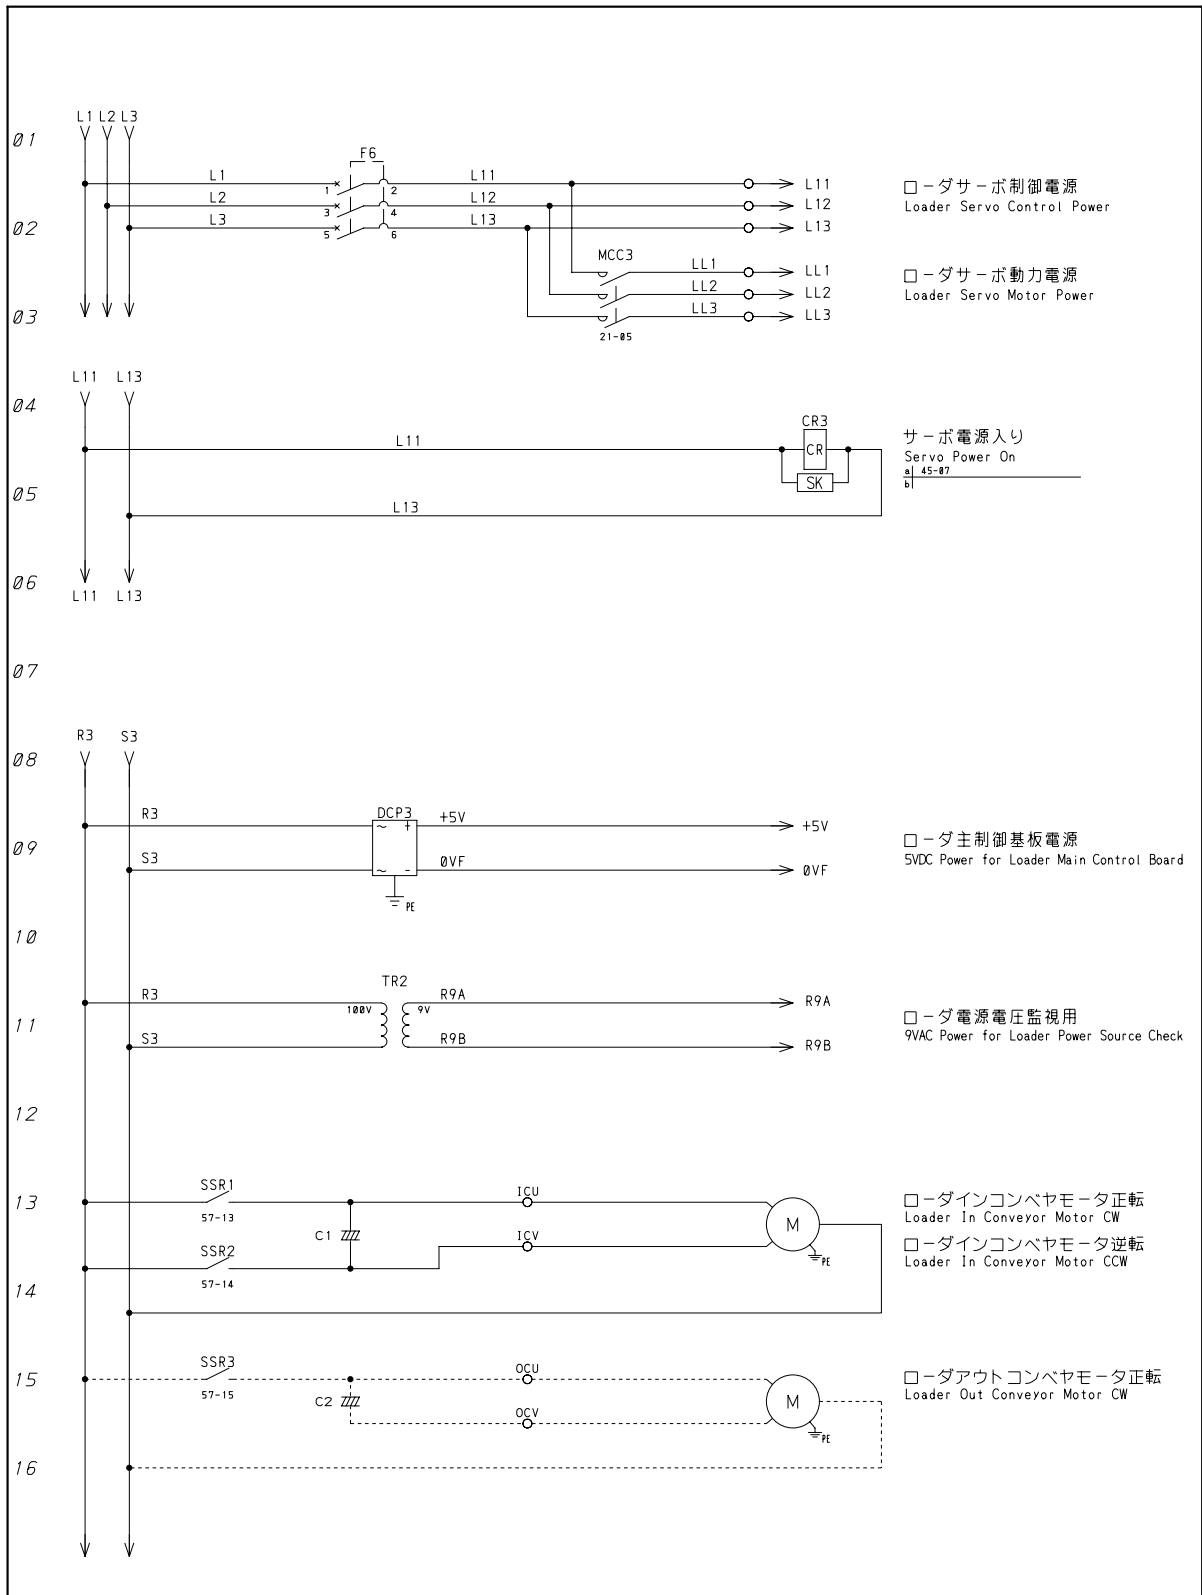 L1 L2 L3
01
F6
L1 L11 L11
1 2
ローダサーボ制御電源
L2 L12 L12
3 4
Loader Servo Control Power
L3 L13 L13
5 6
02
MCC3
LL1 LL1
ローダサーボ動力電源
LL2 LL2
Loader Servo Motor Power
LL3 LL3
03
21-05
L11 L13
04
CR3
L11
CR
サーボ電源入り
Servo Power On
a 45-07
b
SK
05
L13
06
L11 L13
07
R3 S3
08
R3
DCP3
~ +
+5V +5V
ローダ主制御基板電源
09
S3
~ -
0VF 0VF
5VDC Power for Loader Main Control Board
PE
10
TR2
R3
100V 9V
R9A R9A
11
ローダ電源電圧監視用
9VAC Power for Loader Power Source Check
S3 R9B R9B
12
SSR1
ICU
13
57-13
ローダインコンベヤモータ正転
Loader In Conveyor Motor CW
C1
M
ICV
SSR2
57-14
PE
ローダインコンベヤモータ逆転
Loader In Conveyor Motor CCW
14
SSR3
OCU
15
57-15
ローダアウトコンベヤモータ正転
Loader Out Conveyor Motor CW
C2
M
OCV
PE
16